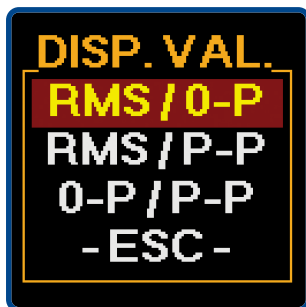 DISP. VAL.
RMS / 0-P
RMS / P-P
0-P / P-P
- ESC -